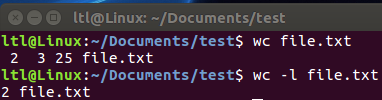 ltl@Linux: ~/Documents/test
ltl@Linux:~/Documents/test$ wc file.txt
 2  3 25 file.txt
ltl@Linux:~/Documents/test$ wc -l file.txt
2 file.txt